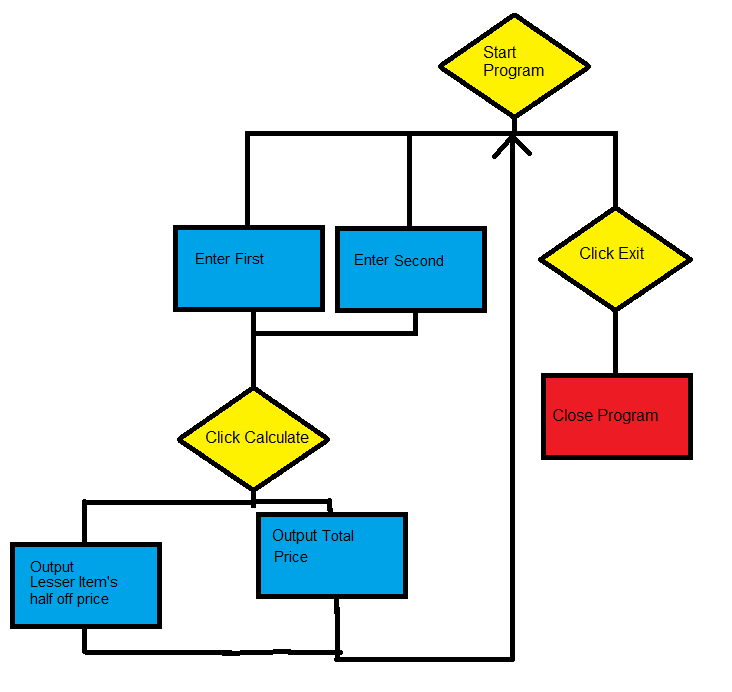 Start
Program
Enter First
Enter Second
Click Exit
Close Program
Click Calculate
Output Total
Price
Output
Lesser Item's
half off price